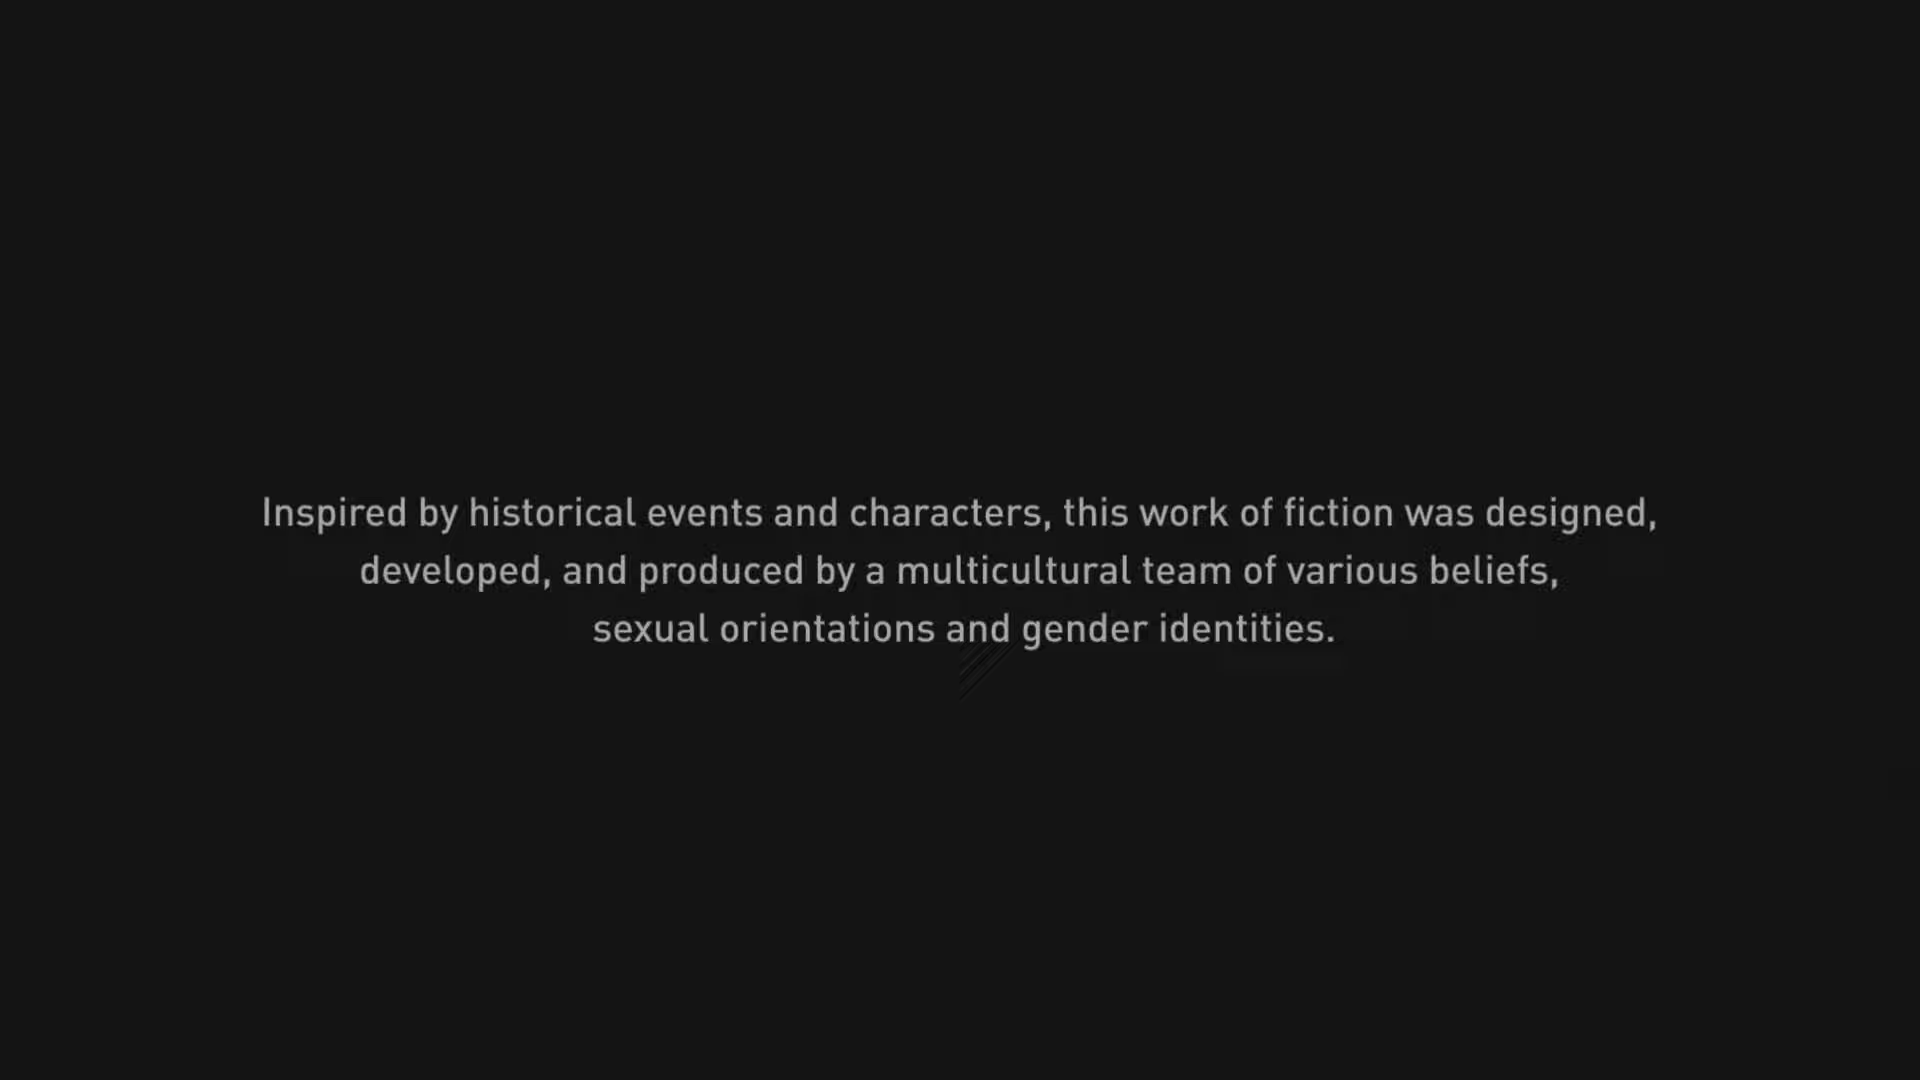 Inspired by historical events and characters, this work of fiction was designed,
developed, and produced by a multicultural team of various beliefs,
sexual orientations and gender identities.